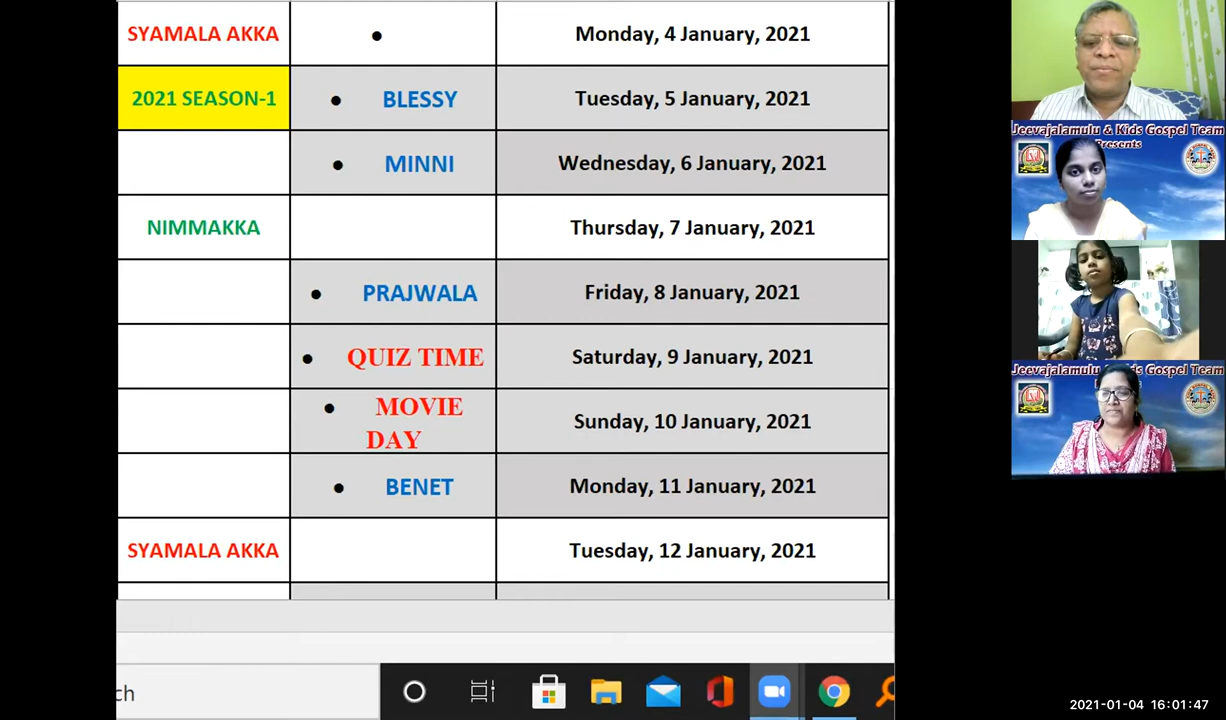 SYAMALA AKKA • Monday, 4 January, 2021
2021 SEASON-1 • BLESSY Tuesday, 5 January, 2021
• MINNI Wednesday, 6 January, 2021
NIMMAKKA Thursday, 7 January, 2021
• PRAJWALA Friday, 8 January, 2021
• QUIZ TIME Saturday, 9 January, 2021
• MOVIE
DAY Sunday, 10 January, 2021
• BENET Monday, 11 January, 2021
SYAMALA AKKA Tuesday, 12 January, 2021
ch
Jeevajalamulu & Kids Gospel Team
Presents
Jeevajalamulu & Kids Gospel Team
2021-01-04 16:01:47